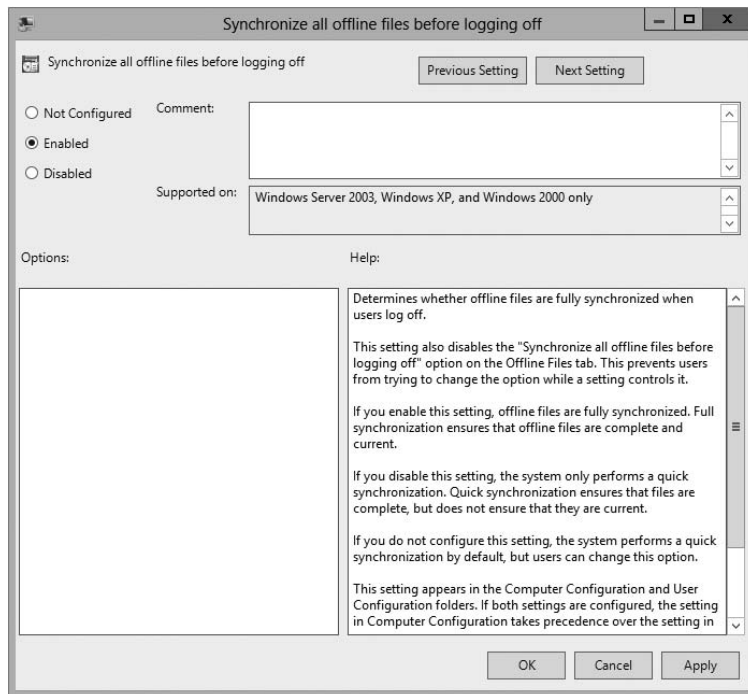 Synchronize all offline files before logging off
Synchronize all offline files before logging off
Previous Setting
Next Setting
Not Configured
Enabled
Disabled
Comment:
Supported on:
Windows Server 2003, Windows XP, and Windows 2000 only
Options:
Help:
Determines whether offline files are fully synchronized when
users log off.
This setting also disables the "Synchronize all offline files before
logging off" option on the Offline Files tab. This prevents users
from trying to change the option while a setting controls it.
If you enable this setting, offline files are fully synchronized. Full
synchronization ensures that offline files are complete and
current.
If you disable this setting, the system only performs a quick
synchronization. Quick synchronization ensures that files are
complete, but does not ensure that they are current.
If you do not configure this setting, the system performs a quick
synchronization by default, but users can change this option.
This setting appears in the Computer Configuration and User
Configuration folders. If both settings are configured, the setting
in Computer Configuration takes precedence over the setting in
OK
Cancel
Apply